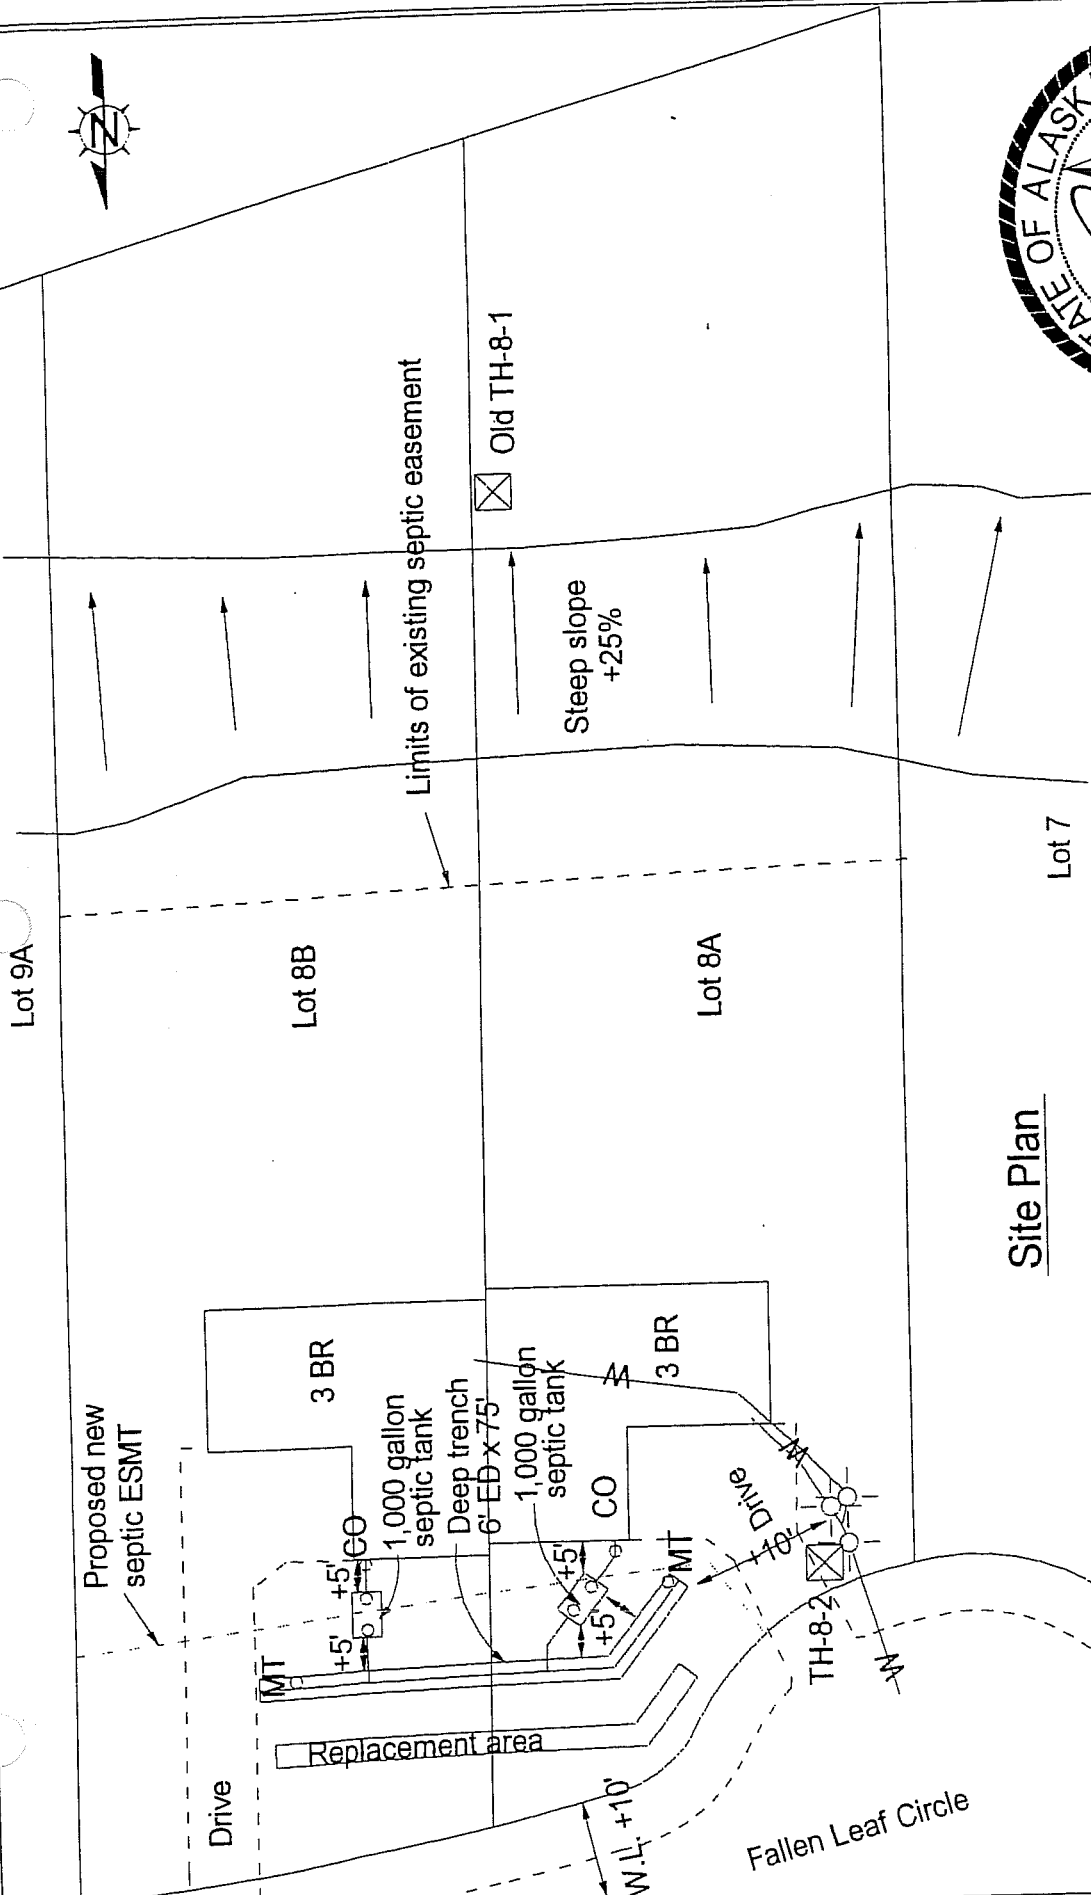 N
STATE OF ALASK
Old TH-8-1
Limits of existing septic easement
Steep slope
+25%
Lot 7
Lot 9A
Lot 8B
Lot 8A
Site Plan
3 BR
3 BR
W
Proposed new
septic ESMT
1,000 gallon
septic tank
Deep trench
6' ED x 75'
1,000 gallon
septic tank
CO
CO
+5'
+5'
+5'
+5'
MT
MT
Drive
+10'
W
TH-8-2
W
Replacement area
Drive
W.L. +10'
Fallen Leaf Circle